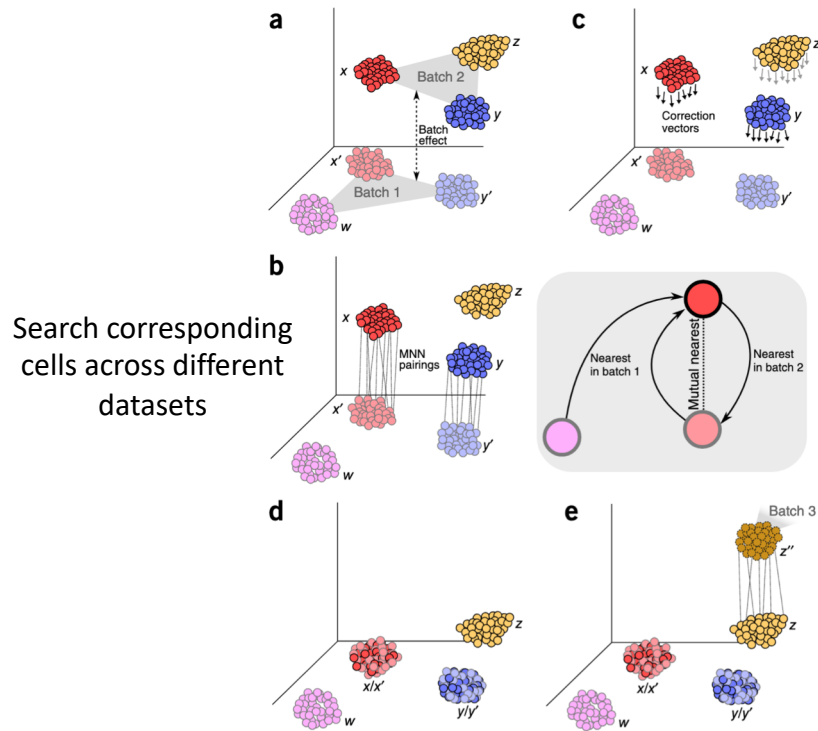 Search corresponding
cells across different
datasets
a
x
z
Batch 2
y
Batch
effect
x'
Batch 1
y'
w
c
x
z
Correction
vectors
y
x'
y'
w
b
x
z
MNN
pairings
y
x'
y'
w
Nearest
in batch 1
Mutual nearest
Nearest
in batch 2
d
z
x/x'
y/y'
w
e
Batch 3
z''
z
x/x'
y/y'
w